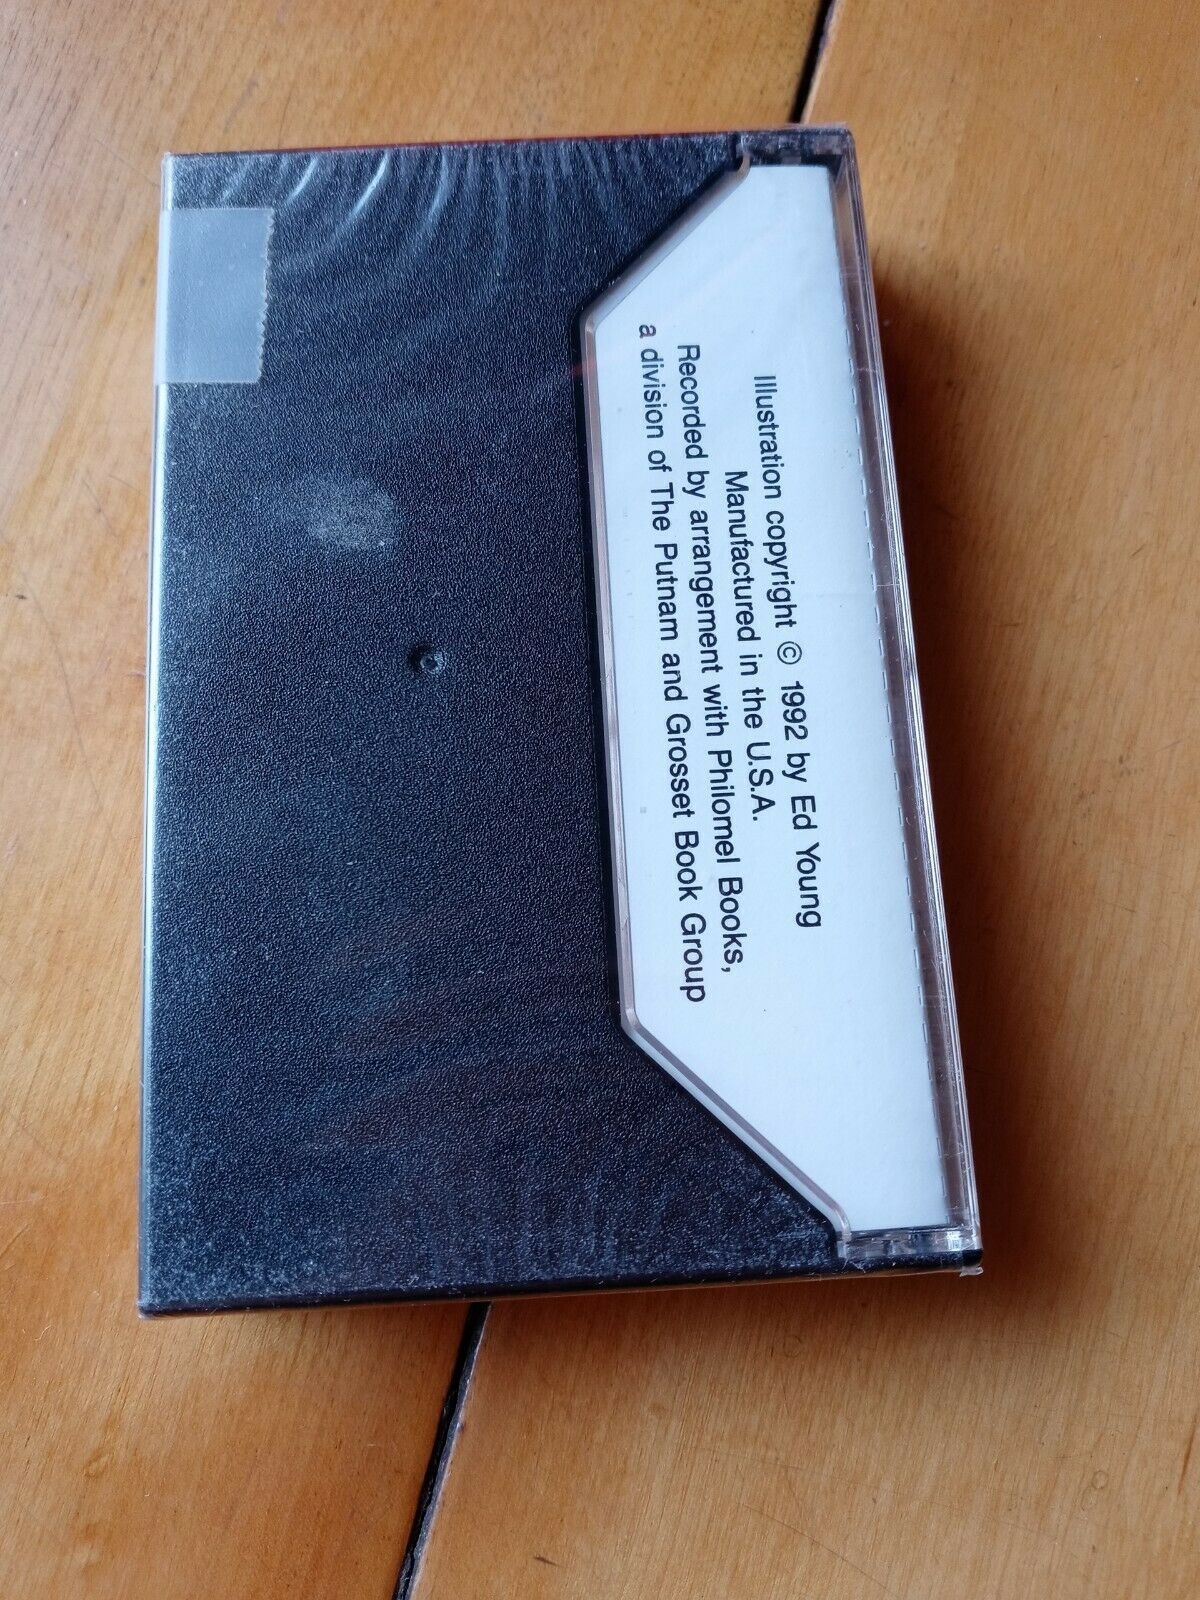 Illustration copyright © 1992 by Ed Young
Manufactured in the U.S.A.
Recorded by arrangement with Philomel Books,
a division of The Putnam and Grosset Book Group